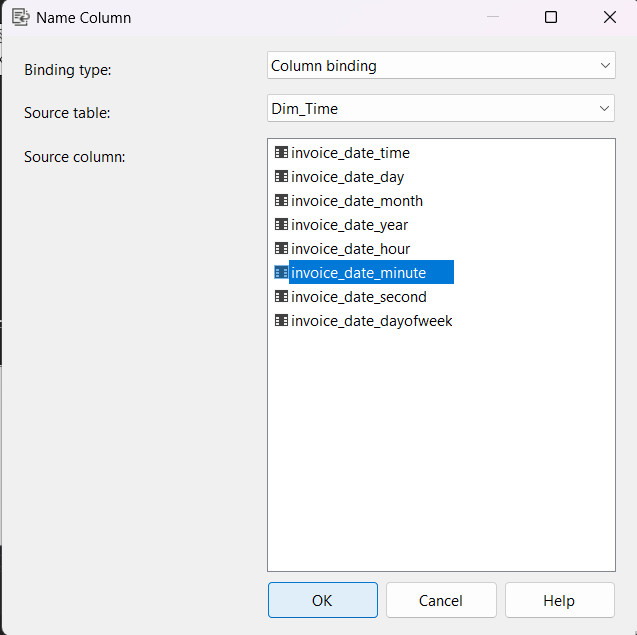 Name Column
Binding type:
Column binding
Source table:
Dim_Time
Source column:
invoice_date_time
invoice_date_day
invoice_date_month
invoice_date_year
invoice_date_hour
invoice_date_minute
invoice_date_second
invoice_date_dayofweek
OK
Cancel
Help